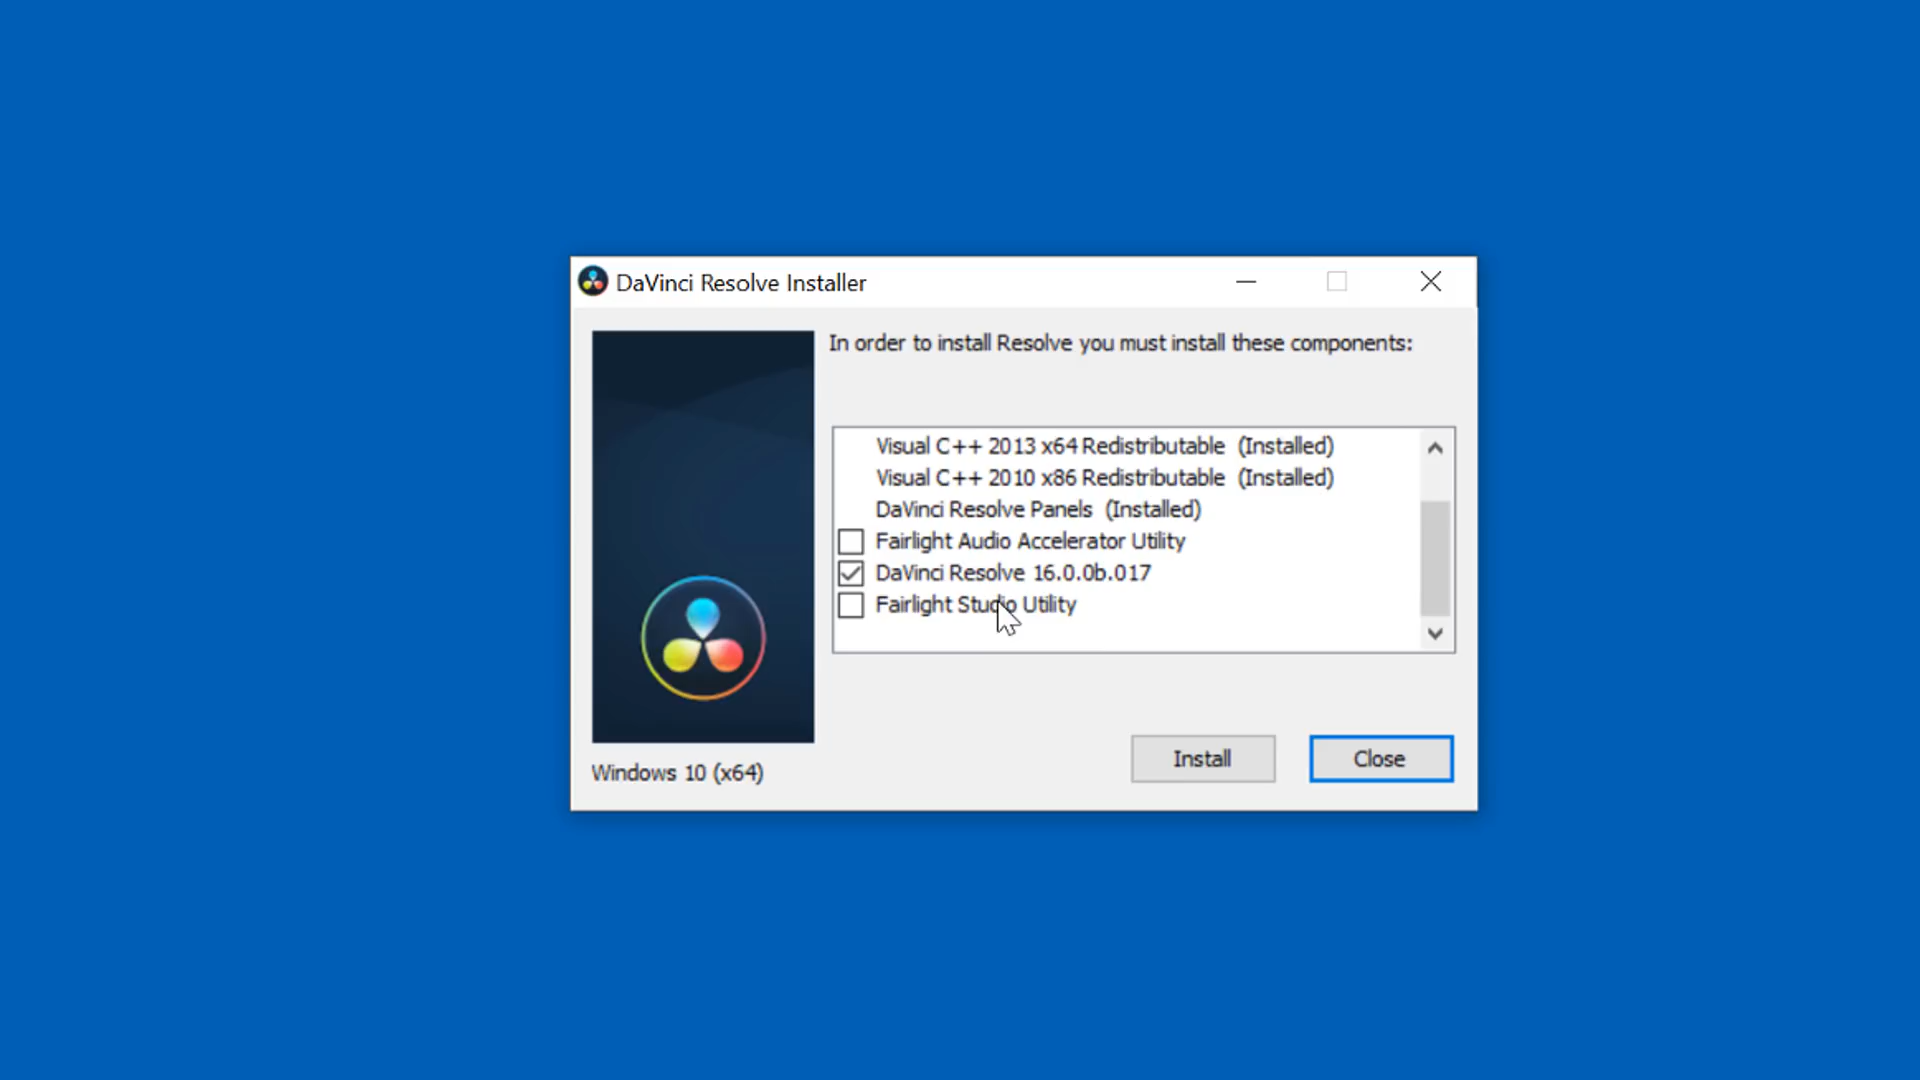 DaVinci Resolve Installer
In order to install Resolve you must install these components:
Visual C++ 2013 x64 Redistributable (Installed)
Visual C++ 2010 x86 Redistributable (Installed)
DaVinci Resolve Panels (Installed)
Fairlight Audio Accelerator Utility
DaVinci Resolve 16.0.0b.017
Fairlight Studio Utility
Install
Close
Windows 10 (x64)